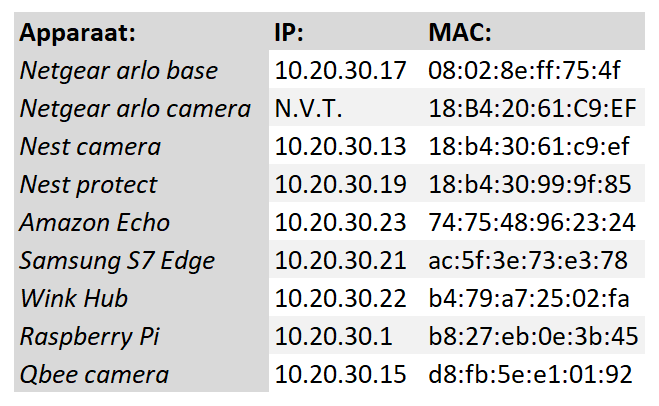 Apparaat: IP: MAC:
Netgear arlo base 10.20.30.17 08:02:8e:ff:75:4f
Netgear arlo camera N.V.T. 18:B4:20:61:C9:EF
Nest camera 10.20.30.13 18:b4:30:61:c9:ef
Nest protect 10.20.30.19 18:b4:30:99:9f:85
Amazon Echo 10.20.30.23 74:75:48:96:23:24
Samsung S7 Edge 10.20.30.21 ac:5f:3e:73:e3:78
Wink Hub 10.20.30.22 b4:79:a7:25:02:fa
Raspberry Pi 10.20.30.1 b8:27:eb:0e:3b:45
Qbee camera 10.20.30.15 d8:fb:5e:e1:01:92